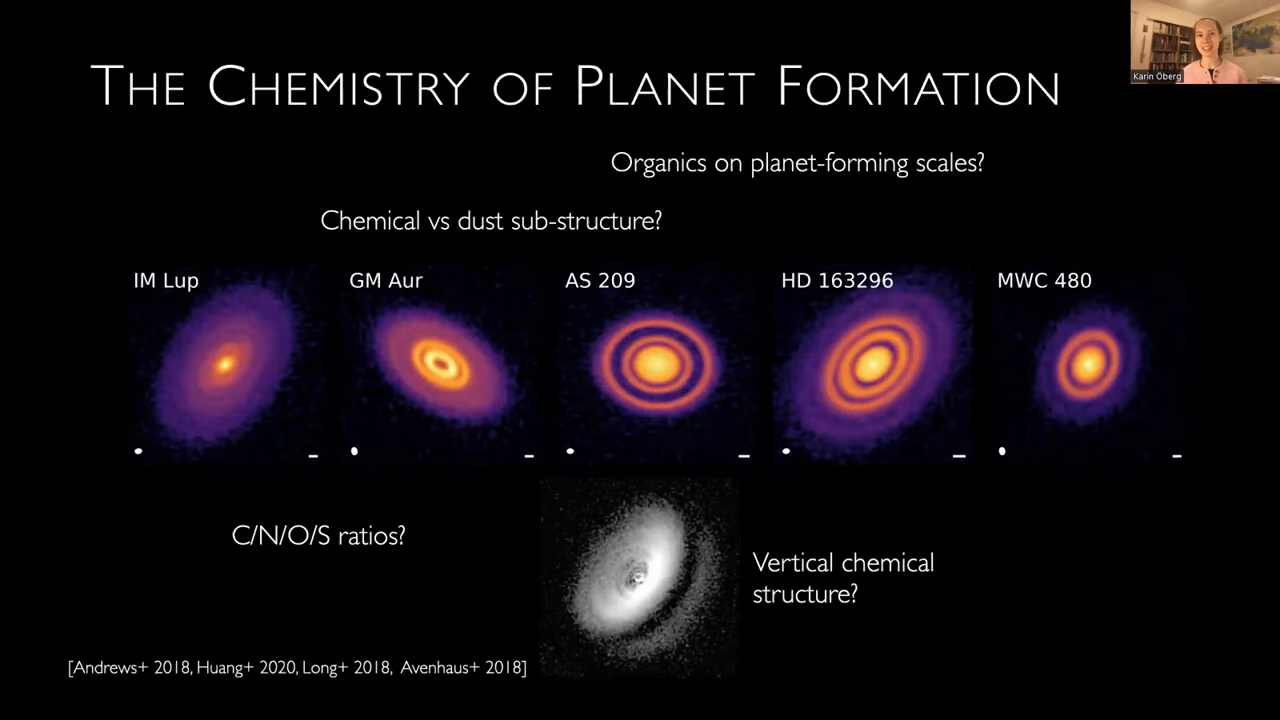 THE CHEMISTRY OF PLANET FORMATION
Karin Öberg
Organics on planet-forming scales?
Chemical vs dust sub-structure?
IM Lup
GM Aur
AS 209
HD 163296
MWC 480
C/N/O/S ratios?
Vertical chemical
structure?
[Andrews+ 2018, Huang+ 2020, Long+ 2018, Avenhaus+ 2018]